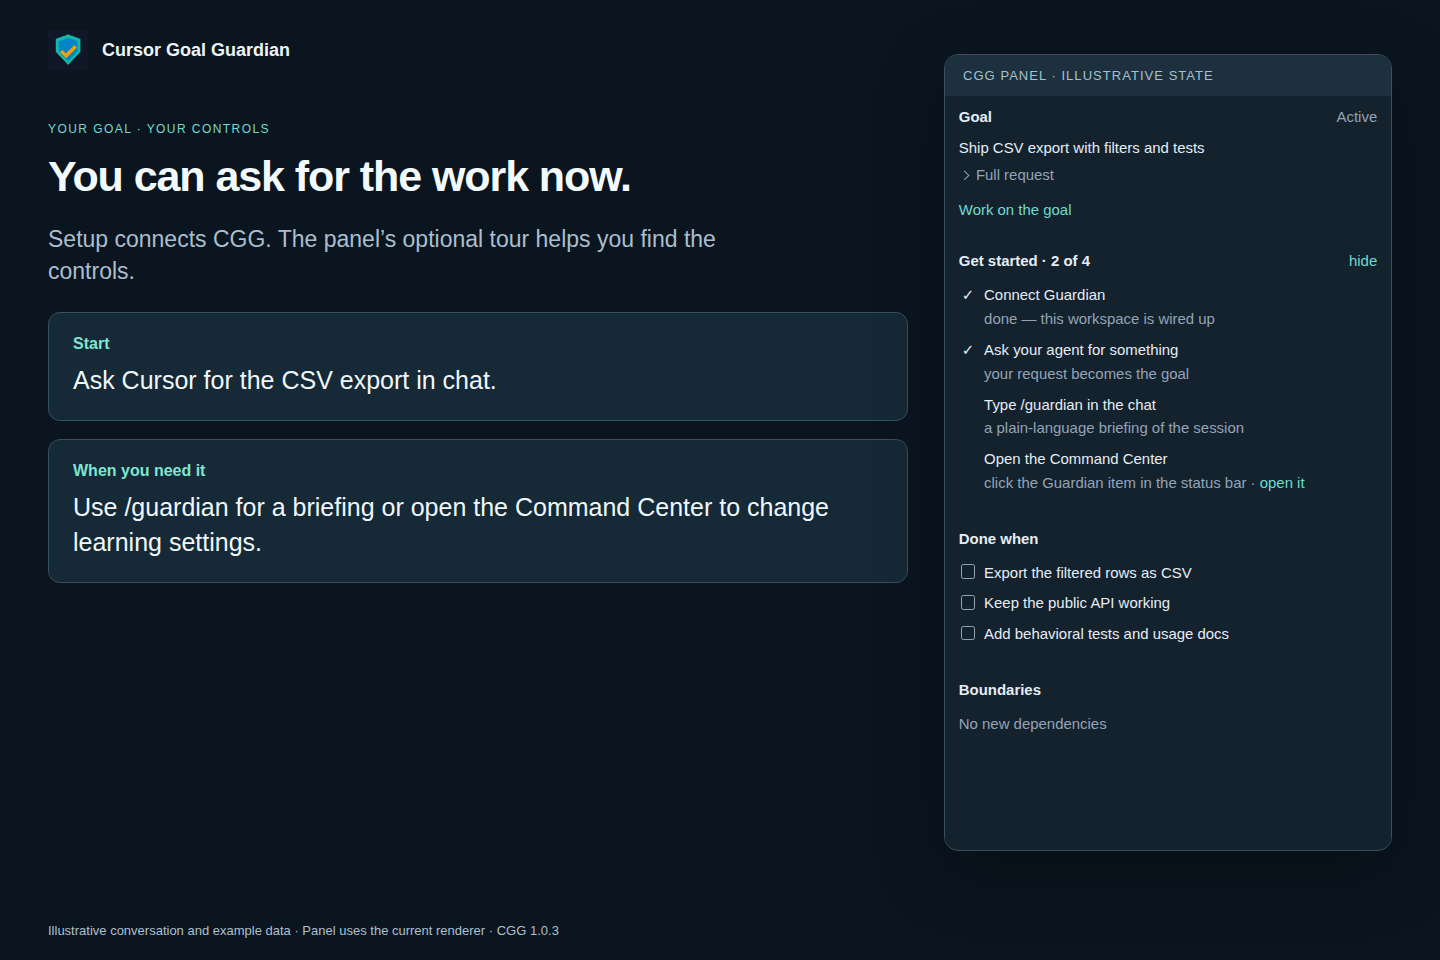 Cursor Goal Guardian
YOUR GOAL · YOUR CONTROLS
You can ask for the work now.
Setup connects CGG. The panel’s optional tour helps you find the
controls.
Start
Ask Cursor for the CSV export in chat.
When you need it
Use /guardian for a briefing or open the Command Center to change
learning settings.
CGG PANEL · ILLUSTRATIVE STATE
Goal Active
Ship CSV export with filters and tests
Full request
Work on the goal
Get started · 2 of 4 hide
✓ Connect Guardian
done — this workspace is wired up
✓ Ask your agent for something
your request becomes the goal
Type /guardian in the chat
a plain-language briefing of the session
Open the Command Center
click the Guardian item in the status bar · open it
Done when
Export the filtered rows as CSV
Keep the public API working
Add behavioral tests and usage docs
Boundaries
No new dependencies
Illustrative conversation and example data · Panel uses the current renderer · CGG 1.0.3